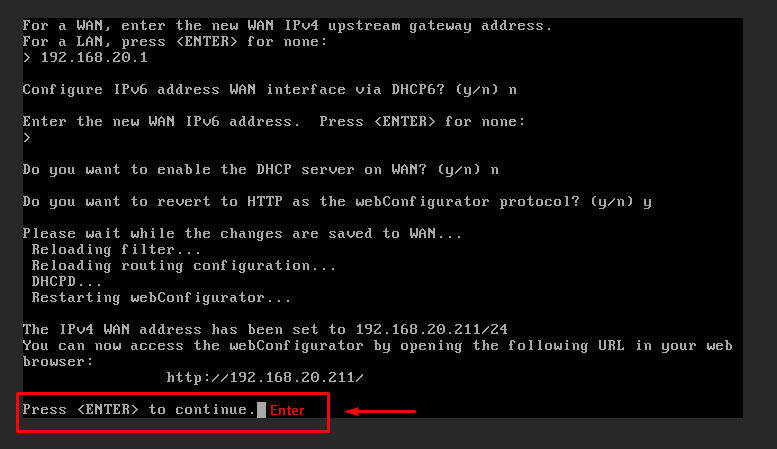 For a WAN, enter the new WAN IPv4 upstream gateway address.
For a LAN, press <ENTER> for none:
> 192.168.20.1
Configure IPv6 address WAN interface via DHCP6? (y/n) n
Enter the new WAN IPv6 address.  Press <ENTER> for none:
>
Do you want to enable the DHCP server on WAN? (y/n) n
Do you want to revert to HTTP as the webConfigurator protocol? (y/n) y
Please wait while the changes are saved to WAN...
Reloading filter...
Reloading routing configuration...
DHCPD...
Restarting webConfigurator...
The IPv4 WAN address has been set to 192.168.20.211/24
You can now access the webConfigurator by opening the following URL in your web
browser:
http://192.168.20.211/
Press <ENTER> to continue. Enter